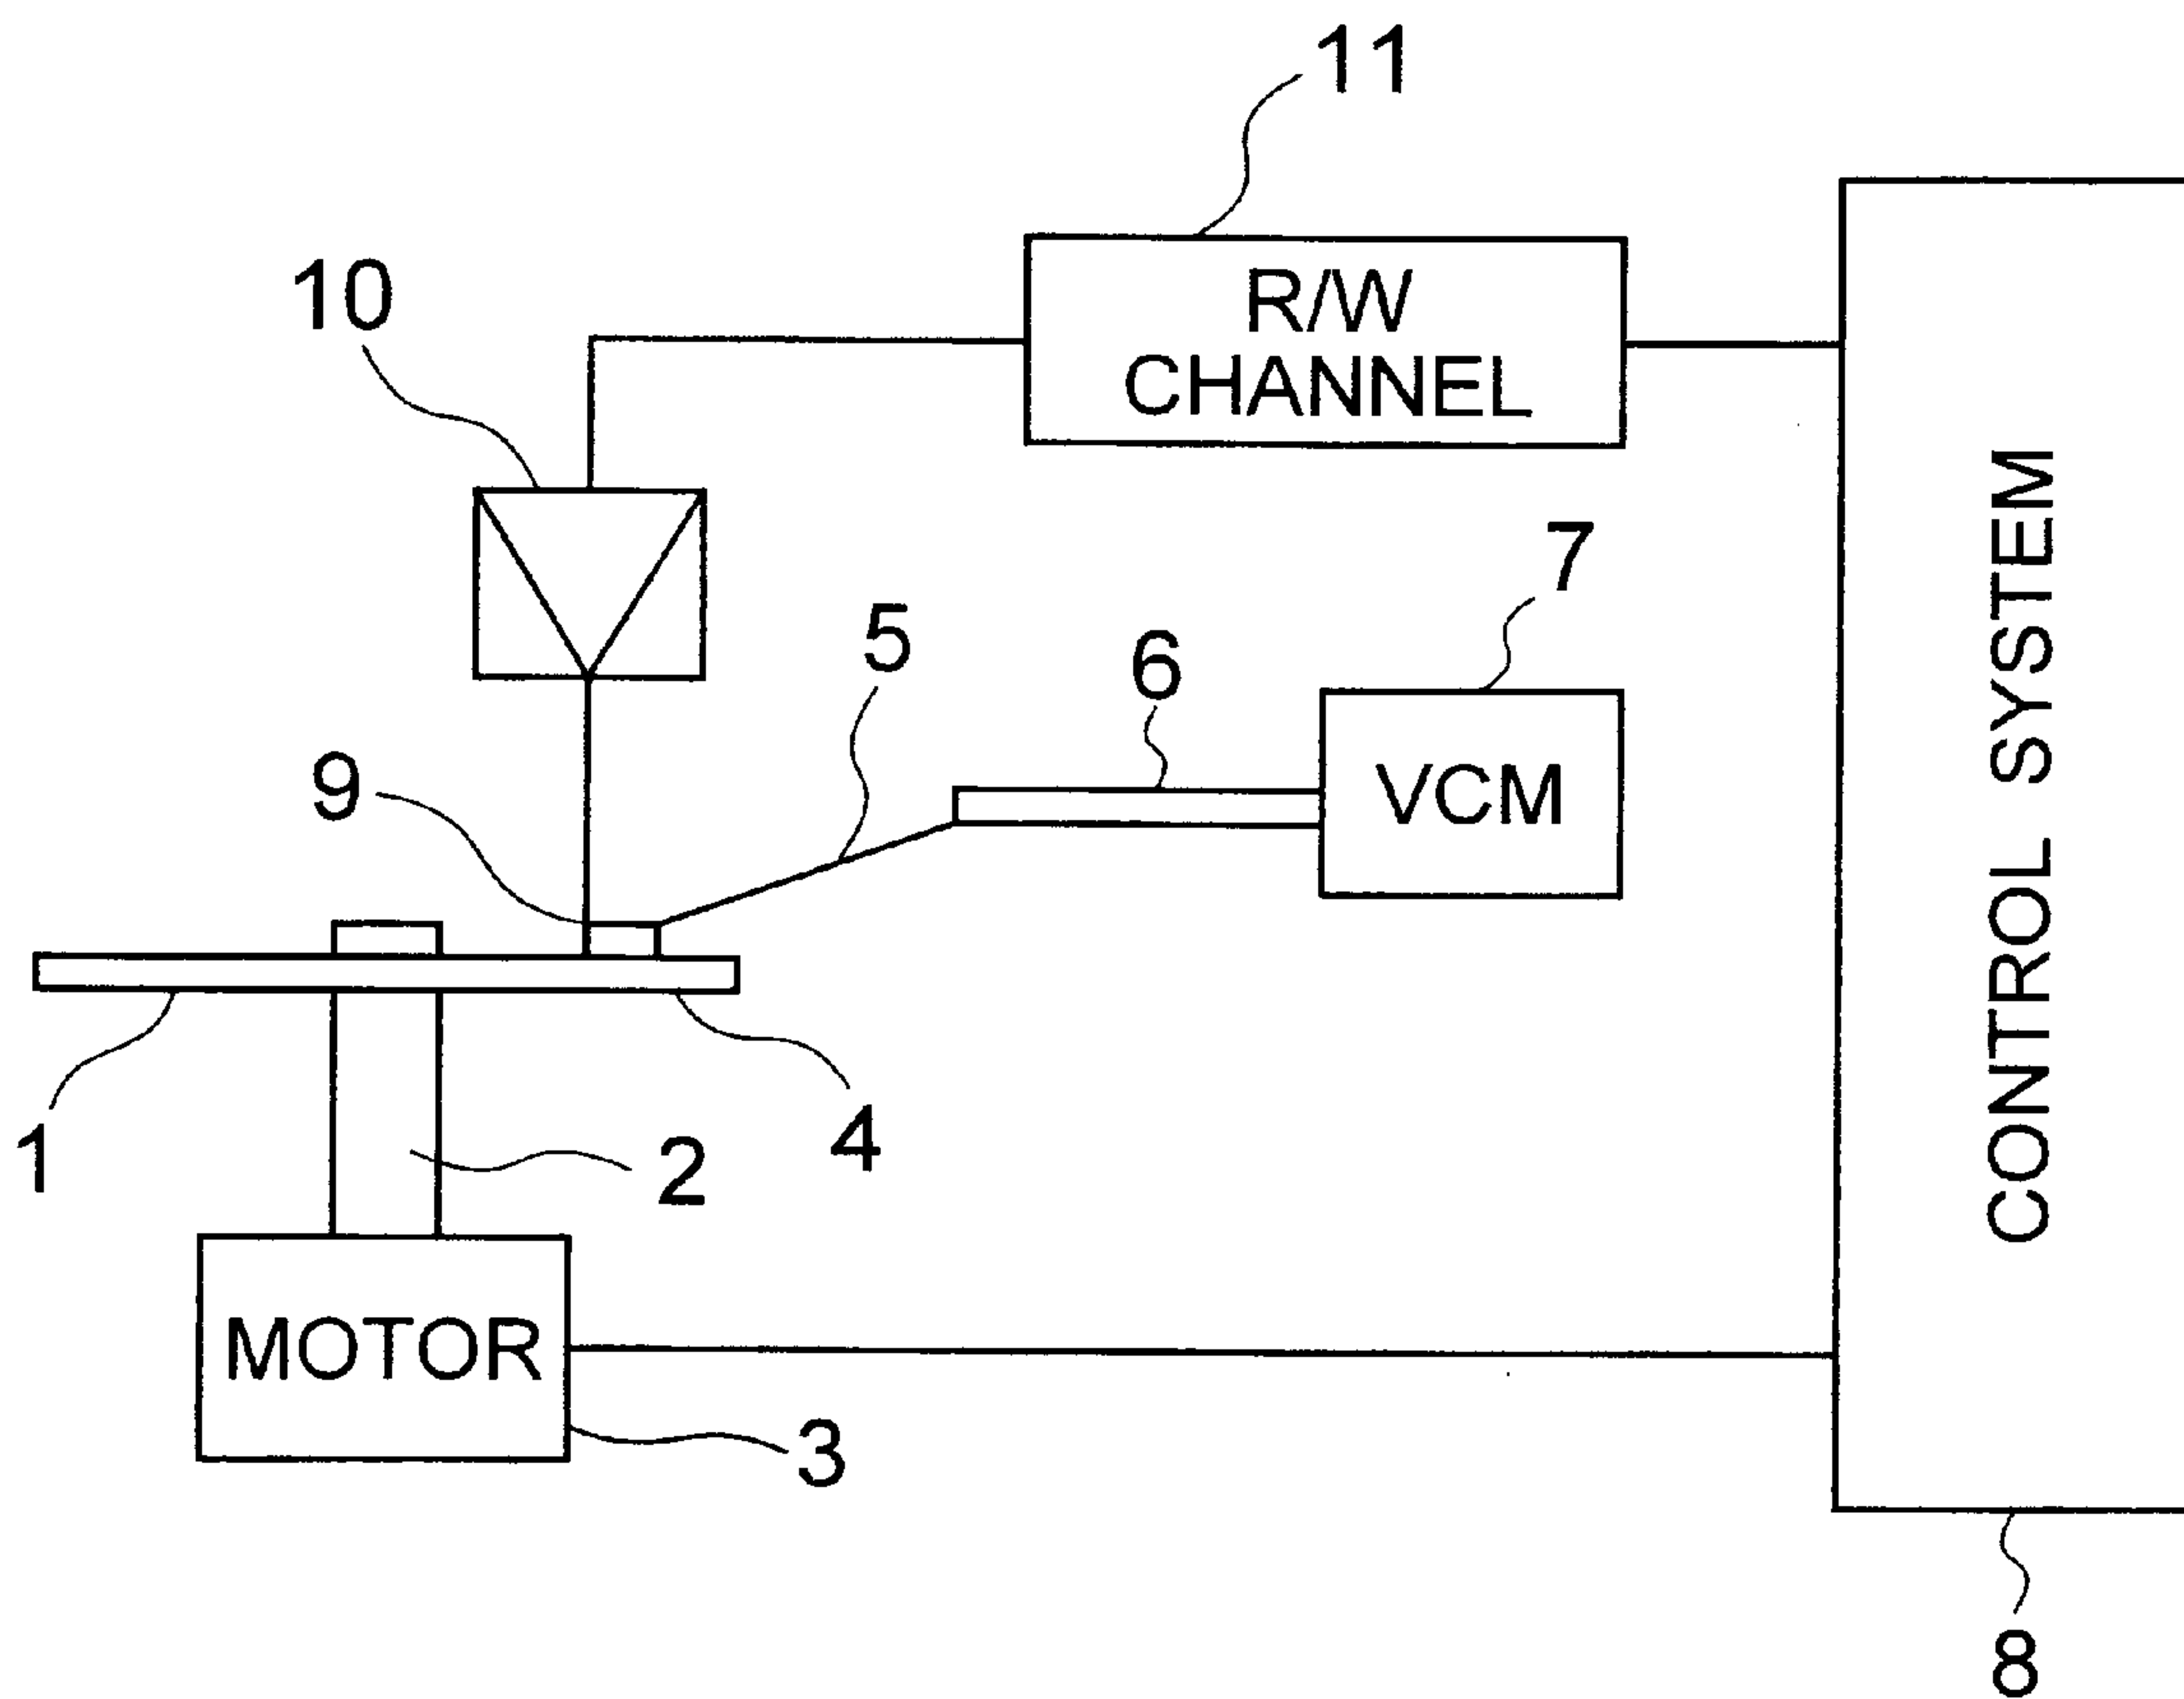 11
10
R/W
CHANNEL
7
5
6
9
VCM
CONTROL SYSTEM
1
2
4
MOTOR
3
8